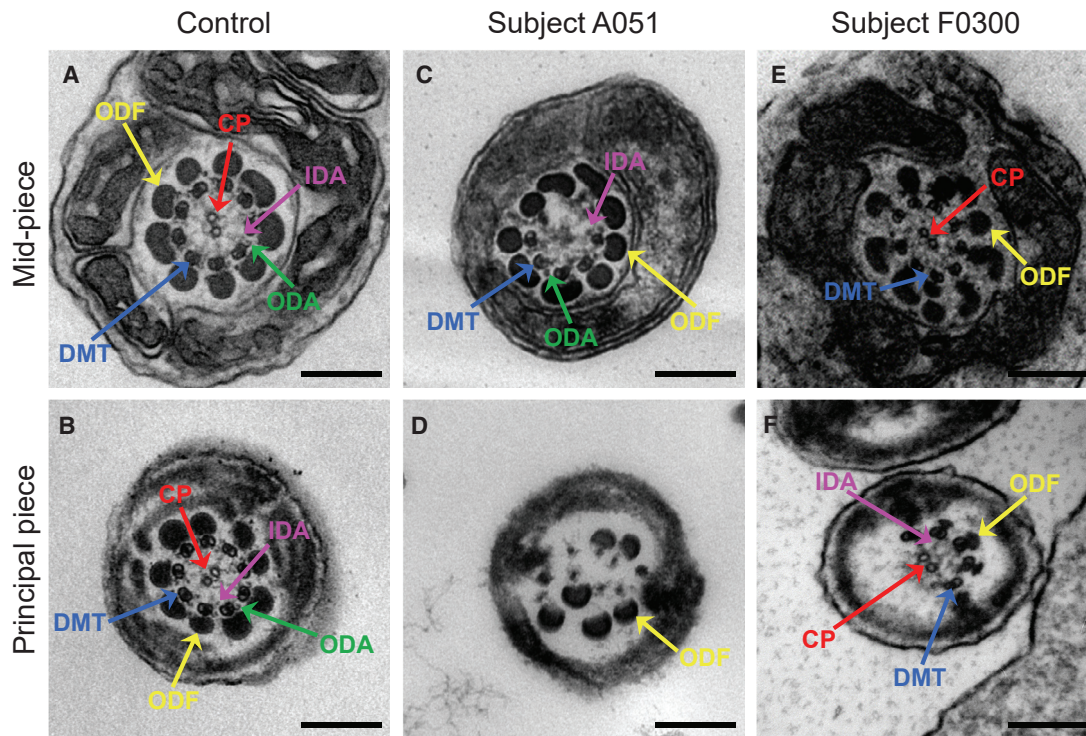 Control
Subject A051
Subject F0300
Mid-piece
A
ODF
CP
IDA
ODA
DMT
C
IDA
DMT
ODA
ODF
E
CP
DMT
ODF
Principal piece
B
CP
IDA
DMT
ODA
ODF
D
ODF
F
IDA
ODF
CP
DMT